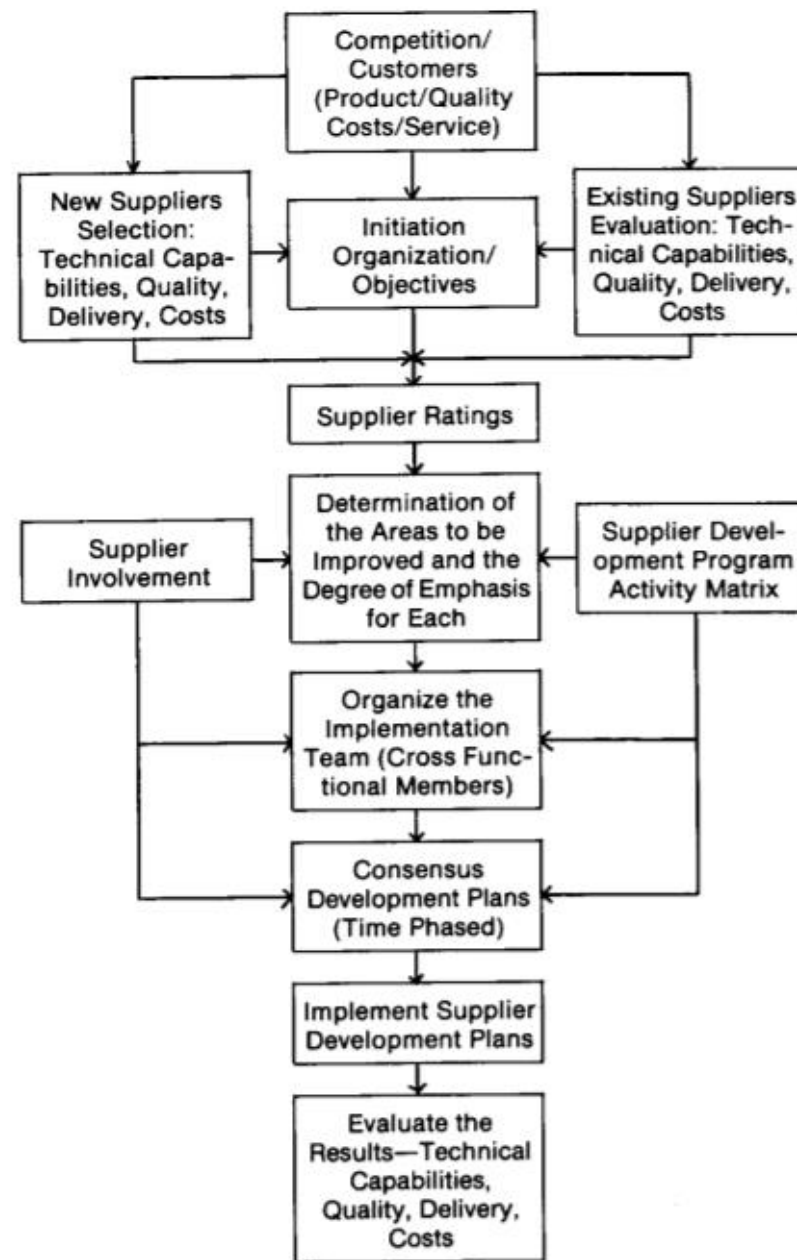 Competition/
Customers
(Product/Quality
Costs/Service)
New Suppliers
Selection:
Technical Capa-
bilities, Quality,
Delivery, Costs
Initiation
Organization/
Objectives
Existing Suppliers
Evaluation: Tech-
nical Capabilities,
Quality, Delivery,
Costs
Supplier Ratings
Supplier
Involvement
Determination of
the Areas to be
Improved and the
Degree of Emphasis
for Each
Supplier Devel-
opment Program
Activity Matrix
Organize the
Implementation
Team (Cross Func-
tional Members)
Consensus
Development Plans
(Time Phased)
Implement Supplier
Development Plans
Evaluate the
Results—Technical
Capabilities,
Quality, Delivery,
Costs